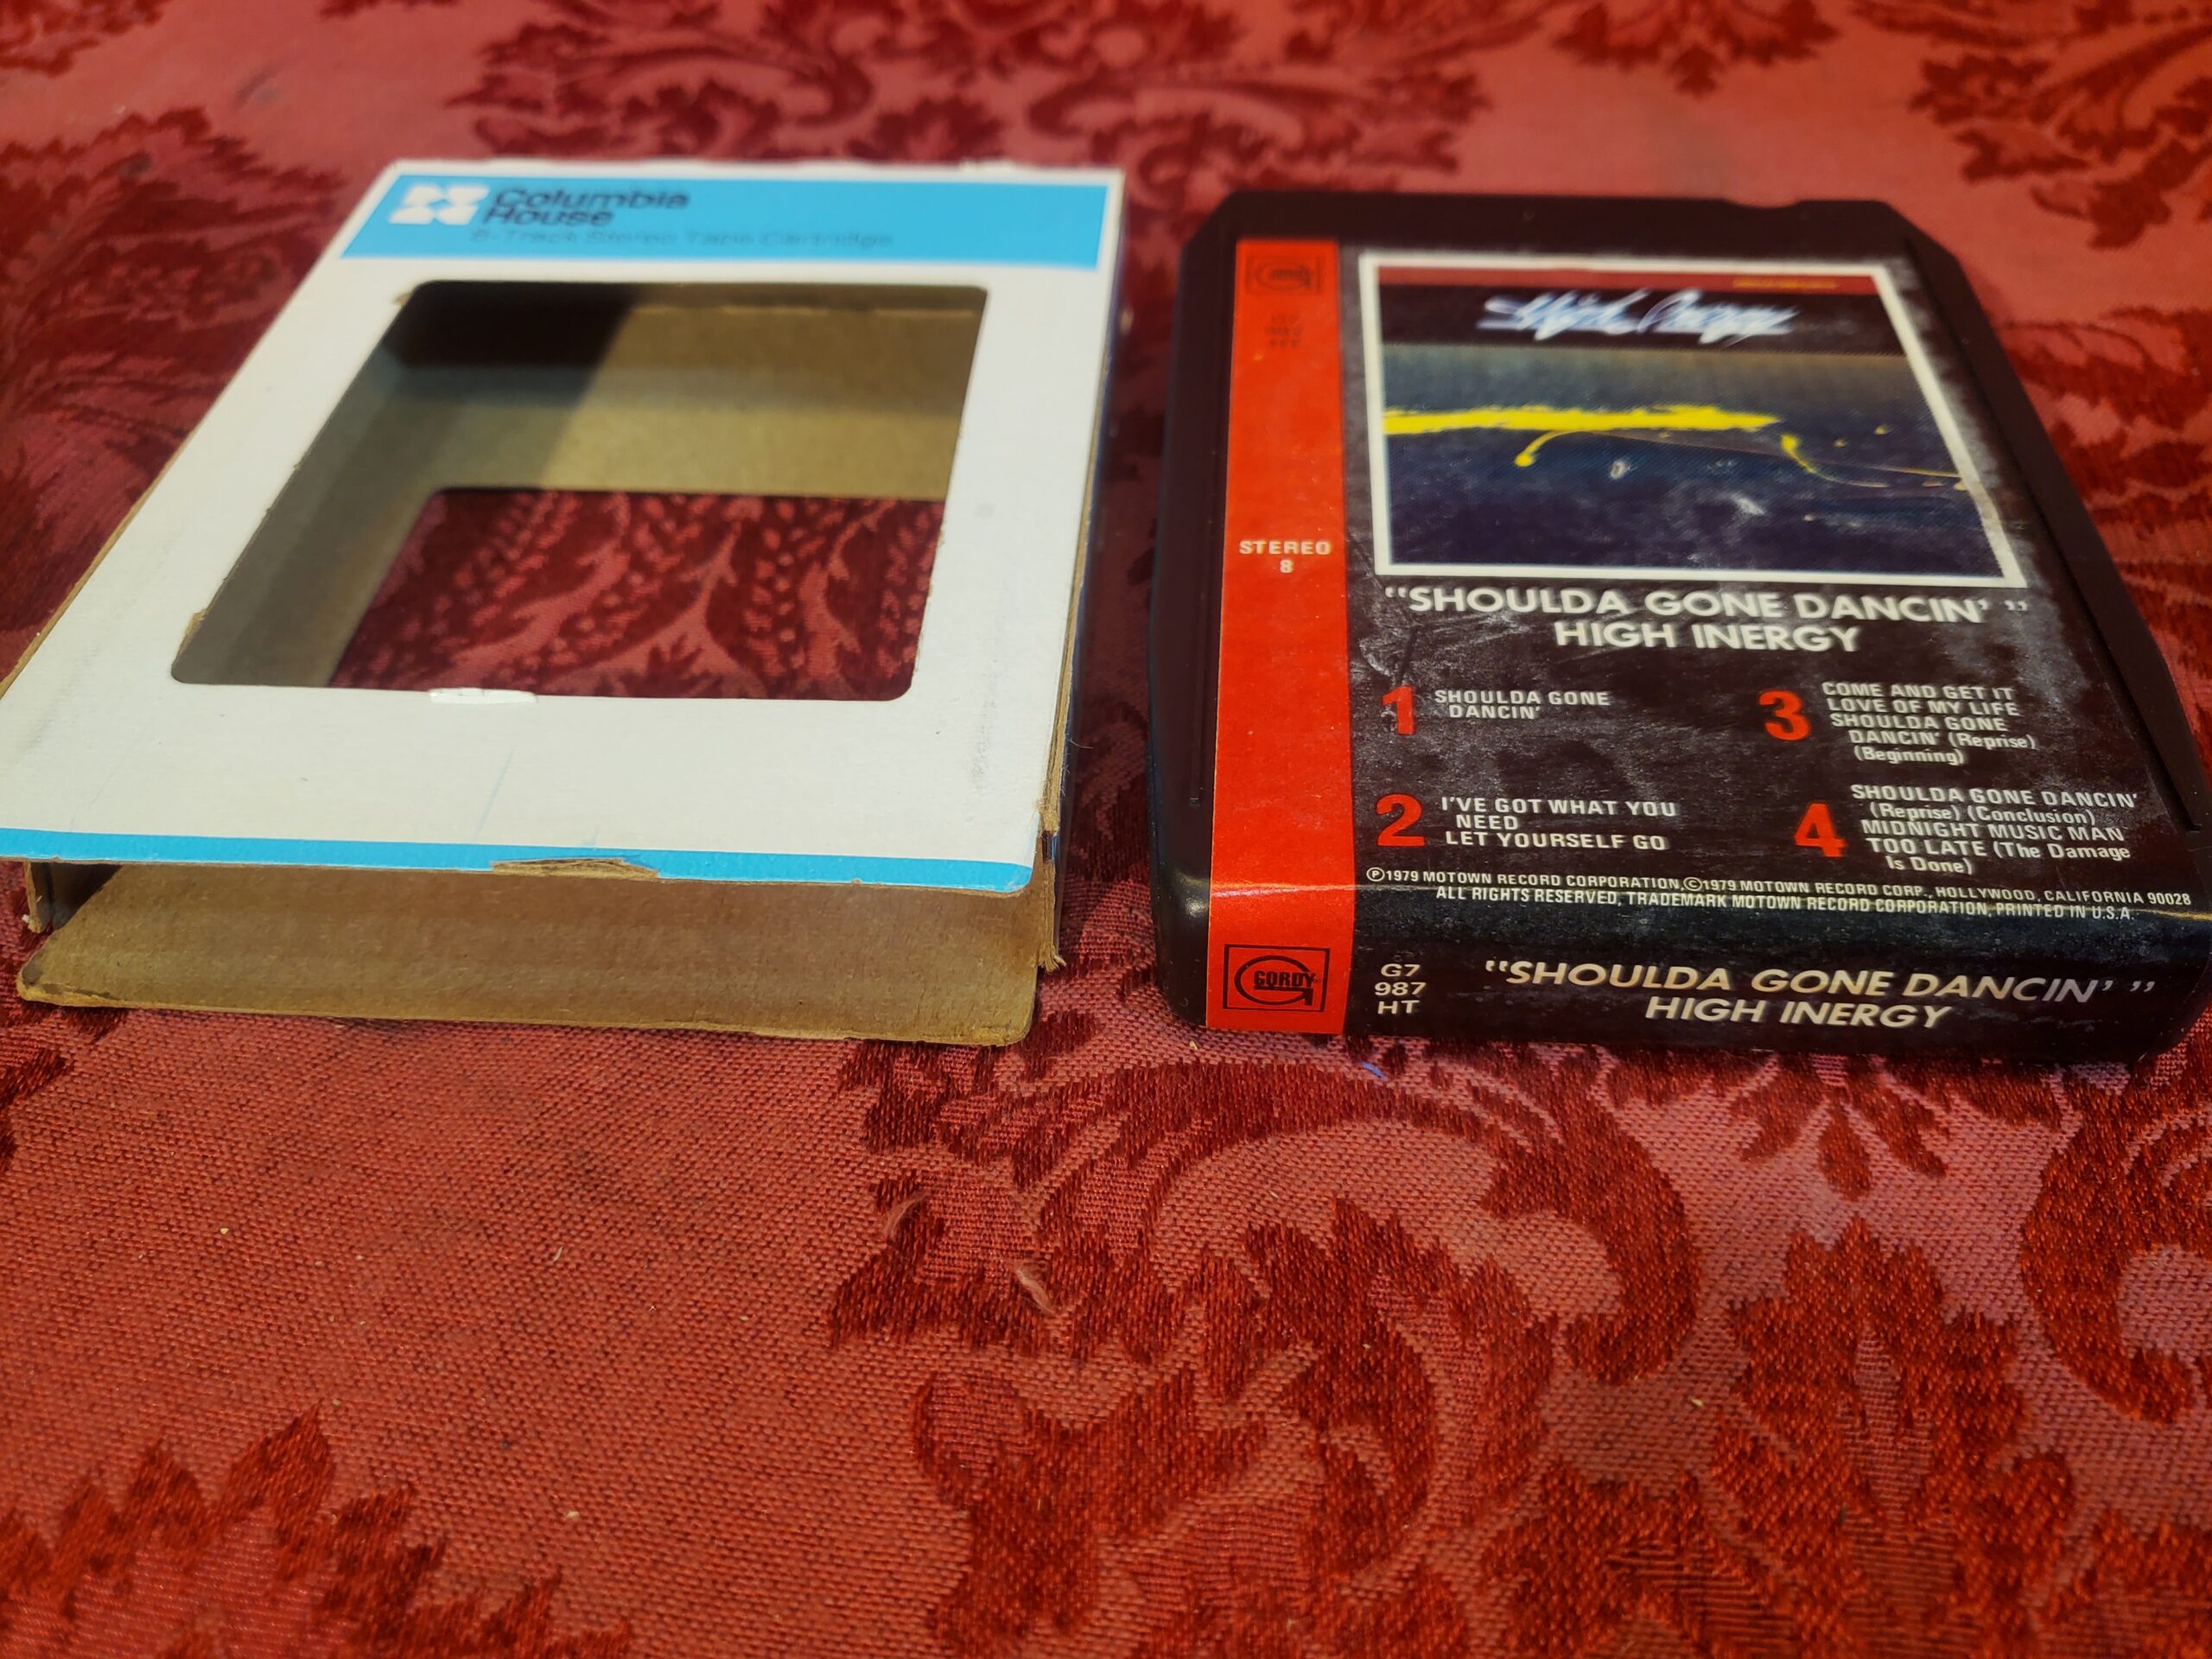 Columbia
House
8-Track Stereo Tape Cartridge
High Inergy
STEREO
8
"SHOULDA GONE DANCIN' "
HIGH INERGY
1 SHOULDA GONE
DANCIN'
2 I'VE GOT WHAT YOU
NEED
LET YOURSELF GO
3 COME AND GET IT
LOVE OF MY LIFE
SHOULDA GONE
DANCIN' (Reprise)
(Beginning)
4 SHOULDA GONE DANCIN'
(Reprise) (Conclusion)
MIDNIGHT MUSIC MAN
TOO LATE (The Damage
Is Done)
Ⓟ1979 MOTOWN RECORD CORPORATION,©1979 MOTOWN RECORD CORP., HOLLYWOOD, CALIFORNIA 90028
ALL RIGHTS RESERVED, TRADEMARK MOTOWN RECORD CORPORATION, PRINTED IN U.S.A.
GORDY
G7
987
HT
"SHOULDA GONE DANCIN' "
HIGH INERGY